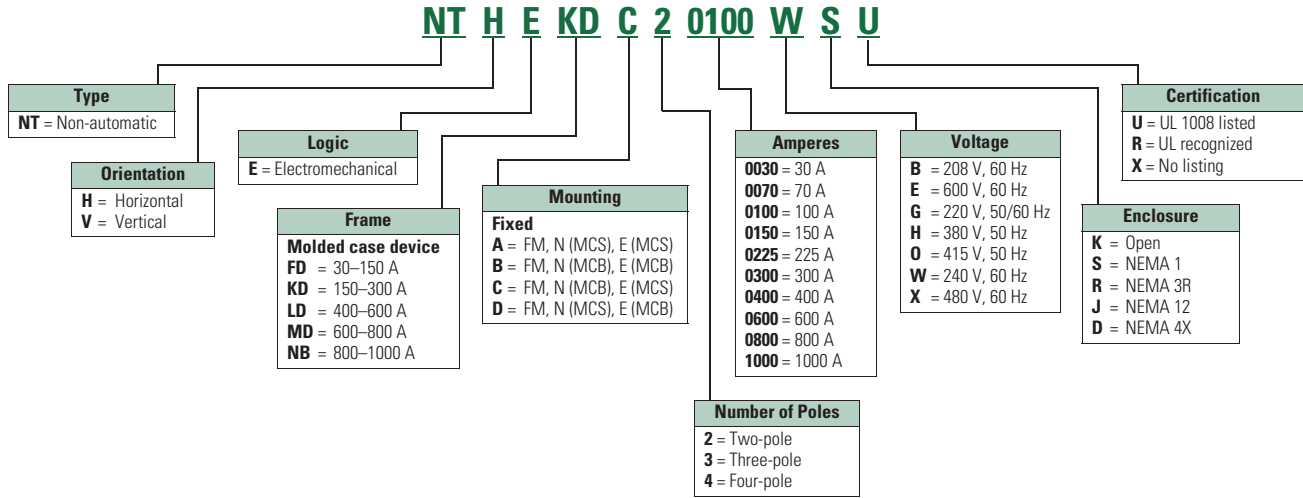 NT H E KD C 2 0100 W S U
Type
NT = Non-automatic
Orientation
H = Horizontal
V = Vertical
Logic
E = Electromechanical
Frame
Molded case device
FD = 30–150 A
KD = 150–300 A
LD = 400–600 A
MD = 600–800 A
NB = 800–1000 A
Mounting
Fixed
A = FM, N (MCS), E (MCS)
B = FM, N (MCB), E (MCB)
C = FM, N (MCB), E (MCS)
D = FM, N (MCS), E (MCB)
Number of Poles
2 = Two-pole
3 = Three-pole
4 = Four-pole
Amperes
0030 = 30 A
0070 = 70 A
0100 = 100 A
0150 = 150 A
0225 = 225 A
0300 = 300 A
0400 = 400 A
0600 = 600 A
0800 = 800 A
1000 = 1000 A
Voltage
B = 208 V, 60 Hz
E = 600 V, 60 Hz
G = 220 V, 50/60 Hz
H = 380 V, 50 Hz
O = 415 V, 50 Hz
W = 240 V, 60 Hz
X = 480 V, 60 Hz
Enclosure
K = Open
S = NEMA 1
R = NEMA 3R
J = NEMA 12
D = NEMA 4X
Certification
U = UL 1008 listed
R = UL recognized
X = No listing